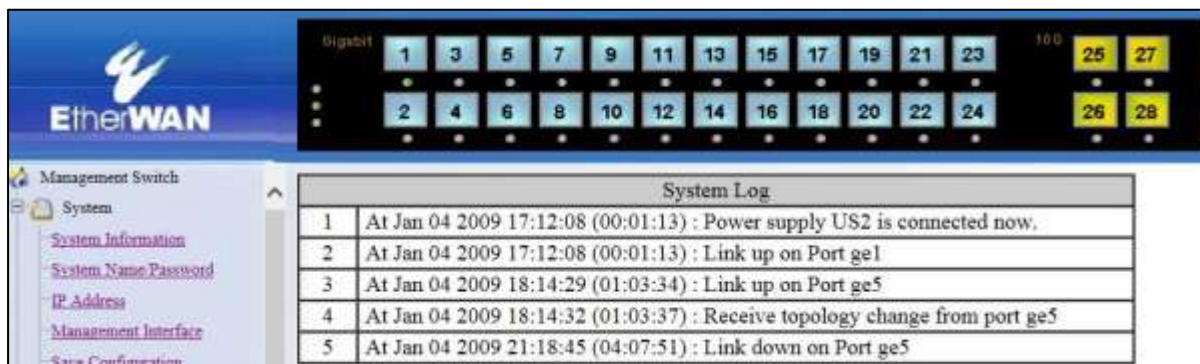 Gigabit
1 3 5 7 9 11 13 15 17 19 21 23
10G
25 27
2 4 6 8 10 12 14 16 18 20 22 24
26 28
EtherWAN
Management Switch
System
System Information
System Name/Password
IP Address
Management Interface
Save Configuration
System Log
1 At Jan 04 2009 17:12:08 (00:01:13) : Power supply US2 is connected now.
2 At Jan 04 2009 17:12:08 (00:01:13) : Link up on Port ge1
3 At Jan 04 2009 18:14:29 (01:03:34) : Link up on Port ge5
4 At Jan 04 2009 18:14:32 (01:03:37) : Receive topology change from port ge5
5 At Jan 04 2009 21:18:45 (04:07:51) : Link down on Port ge5